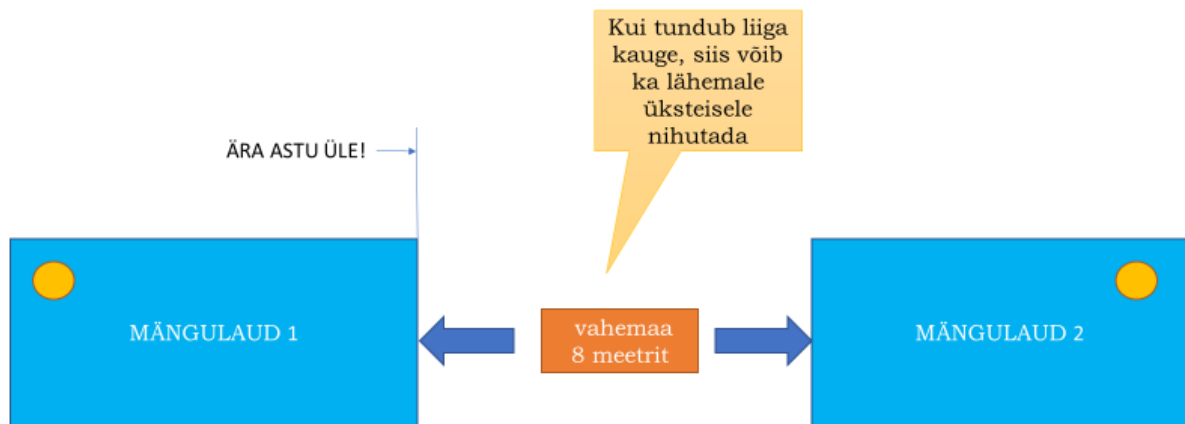 Kui tundub liiga
kauge, siis võib
ka lähemale
üksteisele
nihutada
ÄRA ASTU ÜLE!
MÄNGULAUD 1
vahemaa
8 meetrit
MÄNGULAUD 2